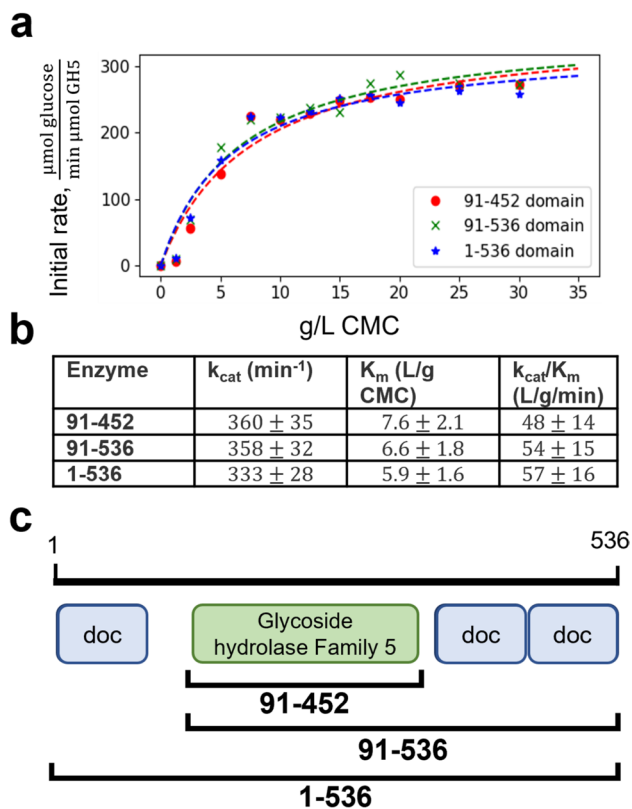 a
Initial rate, μmol glucose / min μmol GH5
300
200
100
0
91-452 domain
91-536 domain
1-536 domain
0 5 10 15 20 25 30 35
g/L CMC
b
Enzyme kcat (min-1) Km (L/g CMC) kcat/Km (L/g/min)
91-452 360 ± 35 7.6 ± 2.1 48 ± 14
91-536 358 ± 32 6.6 ± 1.8 54 ± 15
1-536 333 ± 28 5.9 ± 1.6 57 ± 16
c
1 536
doc Glycoside hydrolase Family 5 doc doc
91-452
91-536
1-536